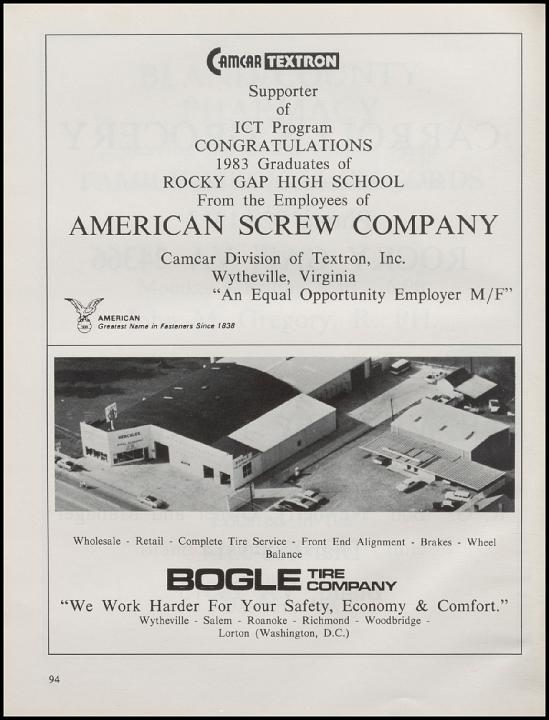 CAMCAR TEXTRON
Supporter
of
ICT Program
CONGRATULATIONS
1983 Graduates of
ROCKY GAP HIGH SCHOOL
From the Employees of
AMERICAN SCREW COMPANY
Camcar Division of Textron, Inc.
Wytheville, Virginia
“An Equal Opportunity Employer M/F”
AMERICAN
Greatest Name in Fasteners Since 1838
HERCULES
Wholesale - Retail - Complete Tire Service - Front End Alignment - Brakes - Wheel
Balance
BOGLE TIRE COMPANY
“We Work Harder For Your Safety, Economy & Comfort.”
Wytheville - Salem - Roanoke - Richmond - Woodbridge -
Lorton (Washington, D.C.)
94